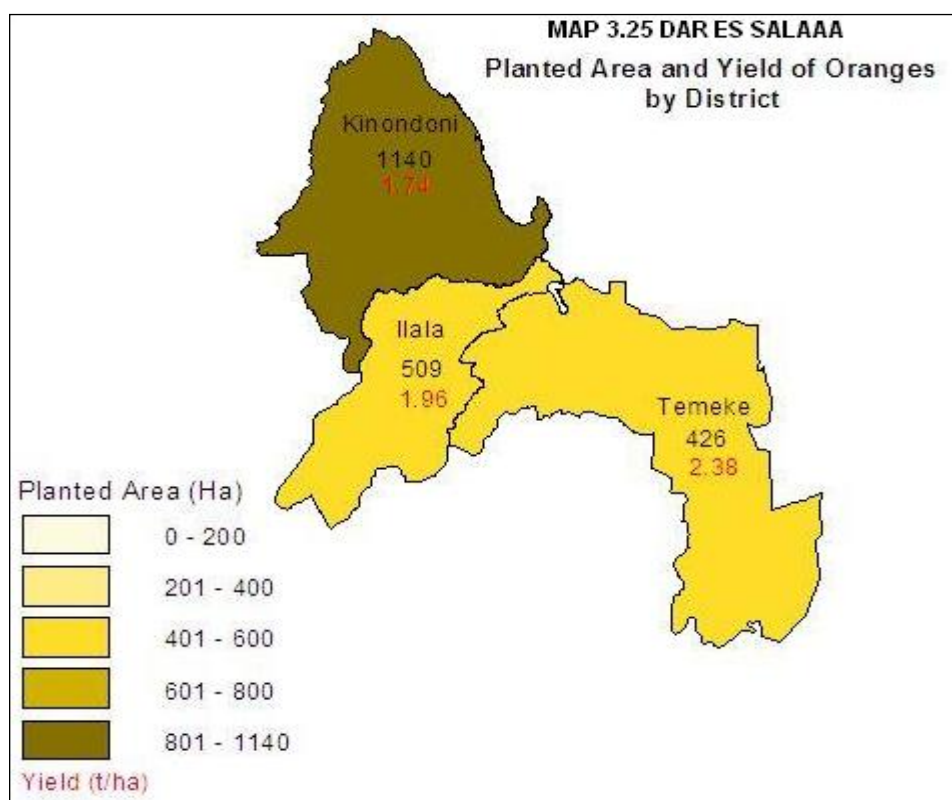 MAP 3.25 DAR ES SALAAA
Planted Area and Yield of Oranges
by District
Kinondoni
1140
1.74
Ilala
509
1.96
Temeke
426
2.38
Planted Area (Ha)
0 - 200
201 - 400
401 - 600
601 - 800
801 - 1140
Yield (t/ha)